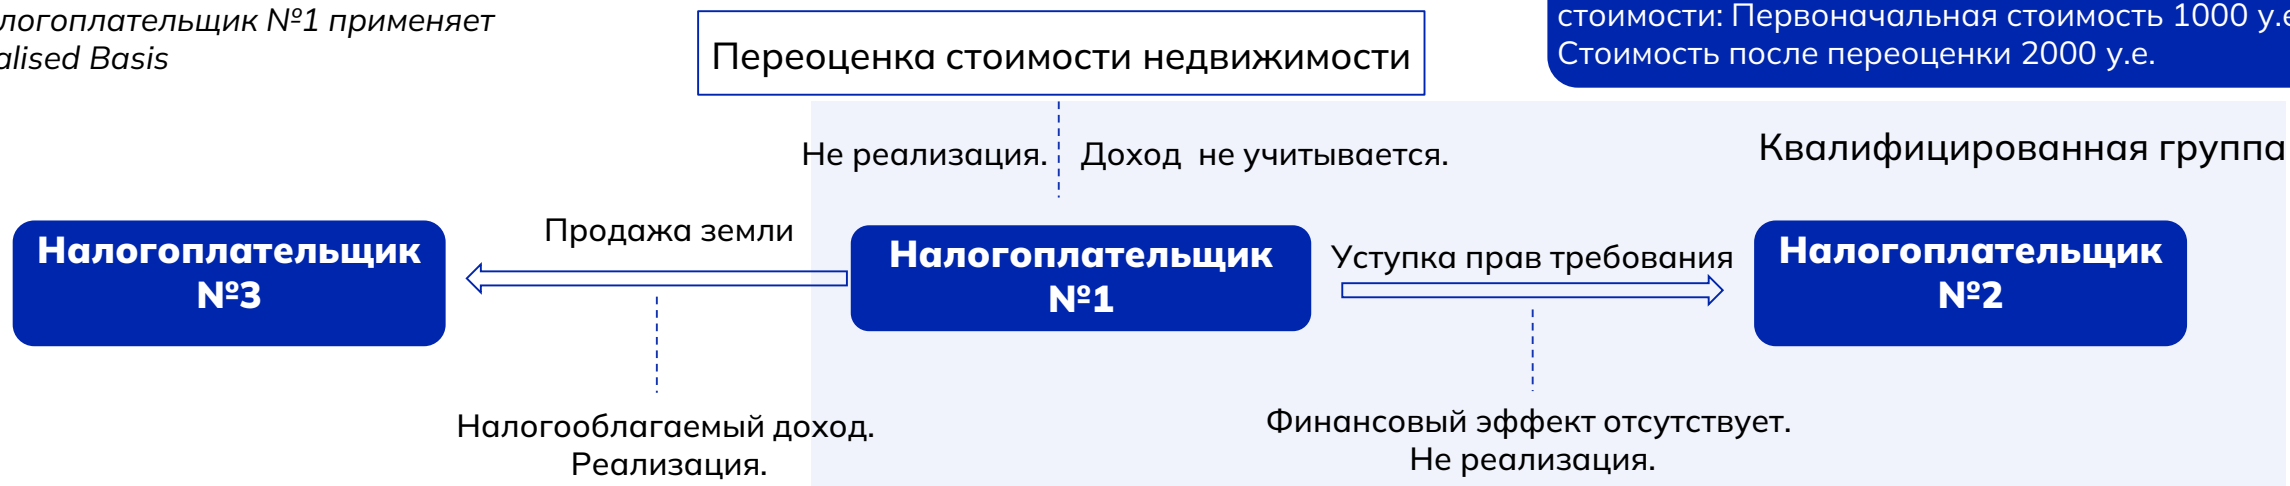 логоплательщик №1 применяет
alised Basis
Переоценка стоимости недвижимости
стоимости: Первоначальная стоимость 1000 у.е
Стоимость после переоценки 2000 у.е.
Не реализация.
Доход не учитывается.
Квалифицированная группа
Налогоплательщик
№3
Продажа земли
Налогоплательщик
№1
Уступка прав требования
Налогоплательщик
№2
Налогооблагаемый доход.
Реализация.
Финансовый эффект отсутствует.
Не реализация.